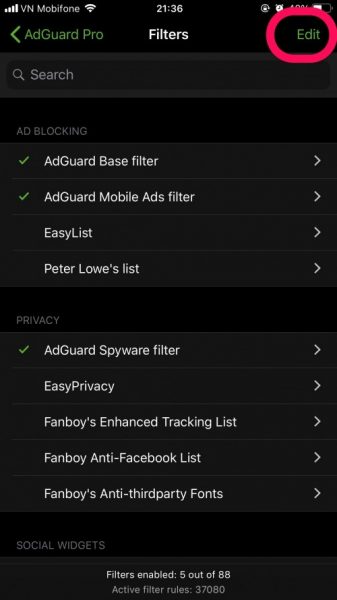 VN Mobifone 21:36
AdGuard Pro Filters Edit
Search
AD BLOCKING
AdGuard Base filter
AdGuard Mobile Ads filter
EasyList
Peter Lowe's list
PRIVACY
AdGuard Spyware filter
EasyPrivacy
Fanboy's Enhanced Tracking List
Fanboy Anti-Facebook List
Fanboy's Anti-thirdparty Fonts
SOCIAL WIDGETS
Filters enabled: 5 out of 88
Active filter rules: 37080